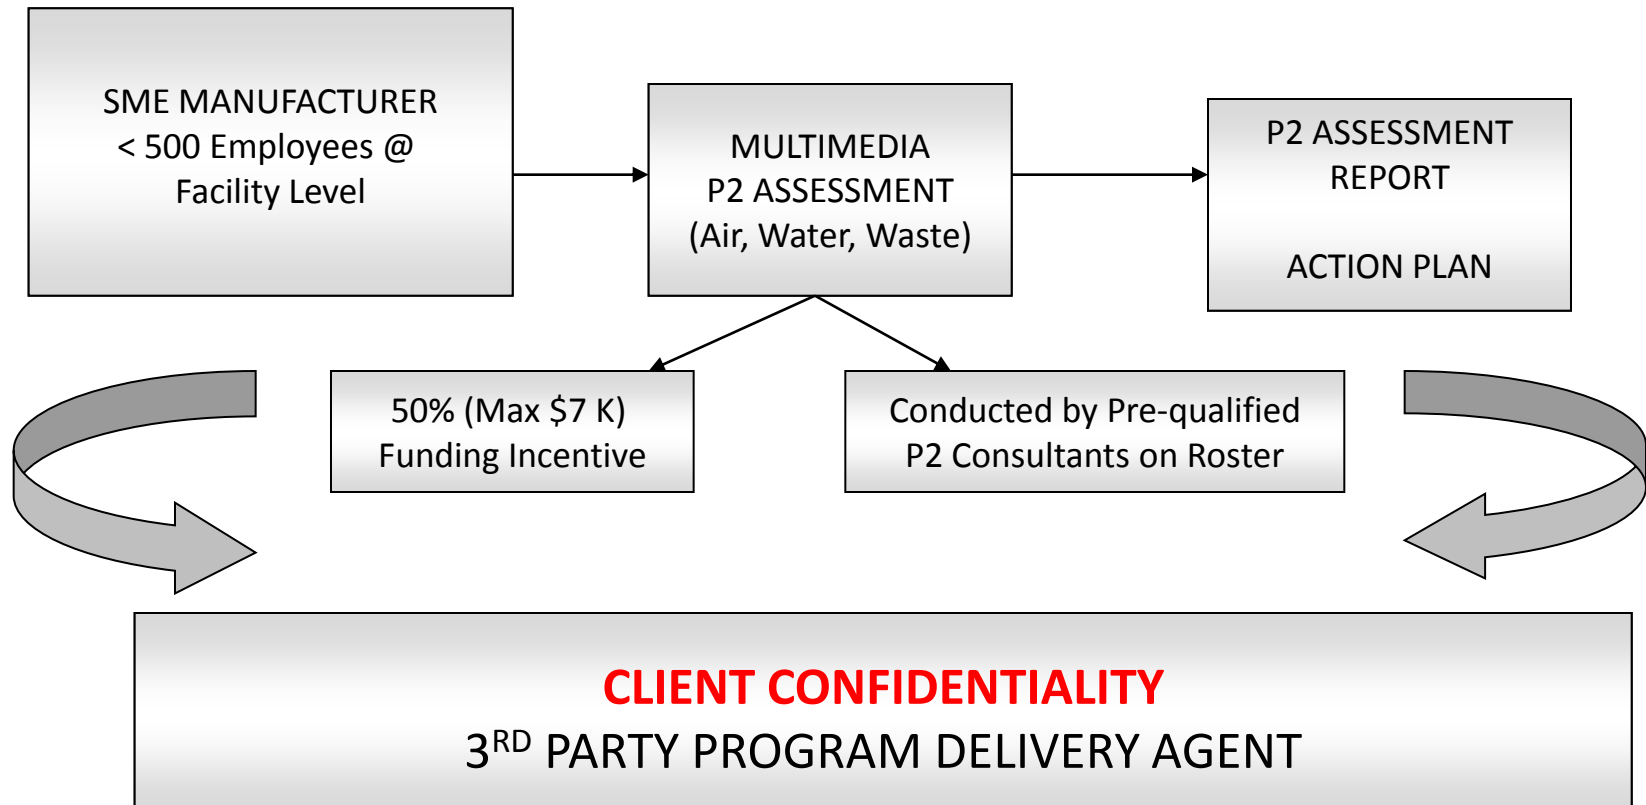 SME MANUFACTURER
< 500 Employees @
Facility Level
MULTIMEDIA
P2 ASSESSMENT
(Air, Water, Waste)
P2 ASSESSMENT
REPORT
ACTION PLAN
50% (Max $7 K)
Funding Incentive
Conducted by Pre-qualified
P2 Consultants on Roster
CLIENT CONFIDENTIALITY
3RD PARTY PROGRAM DELIVERY AGENT